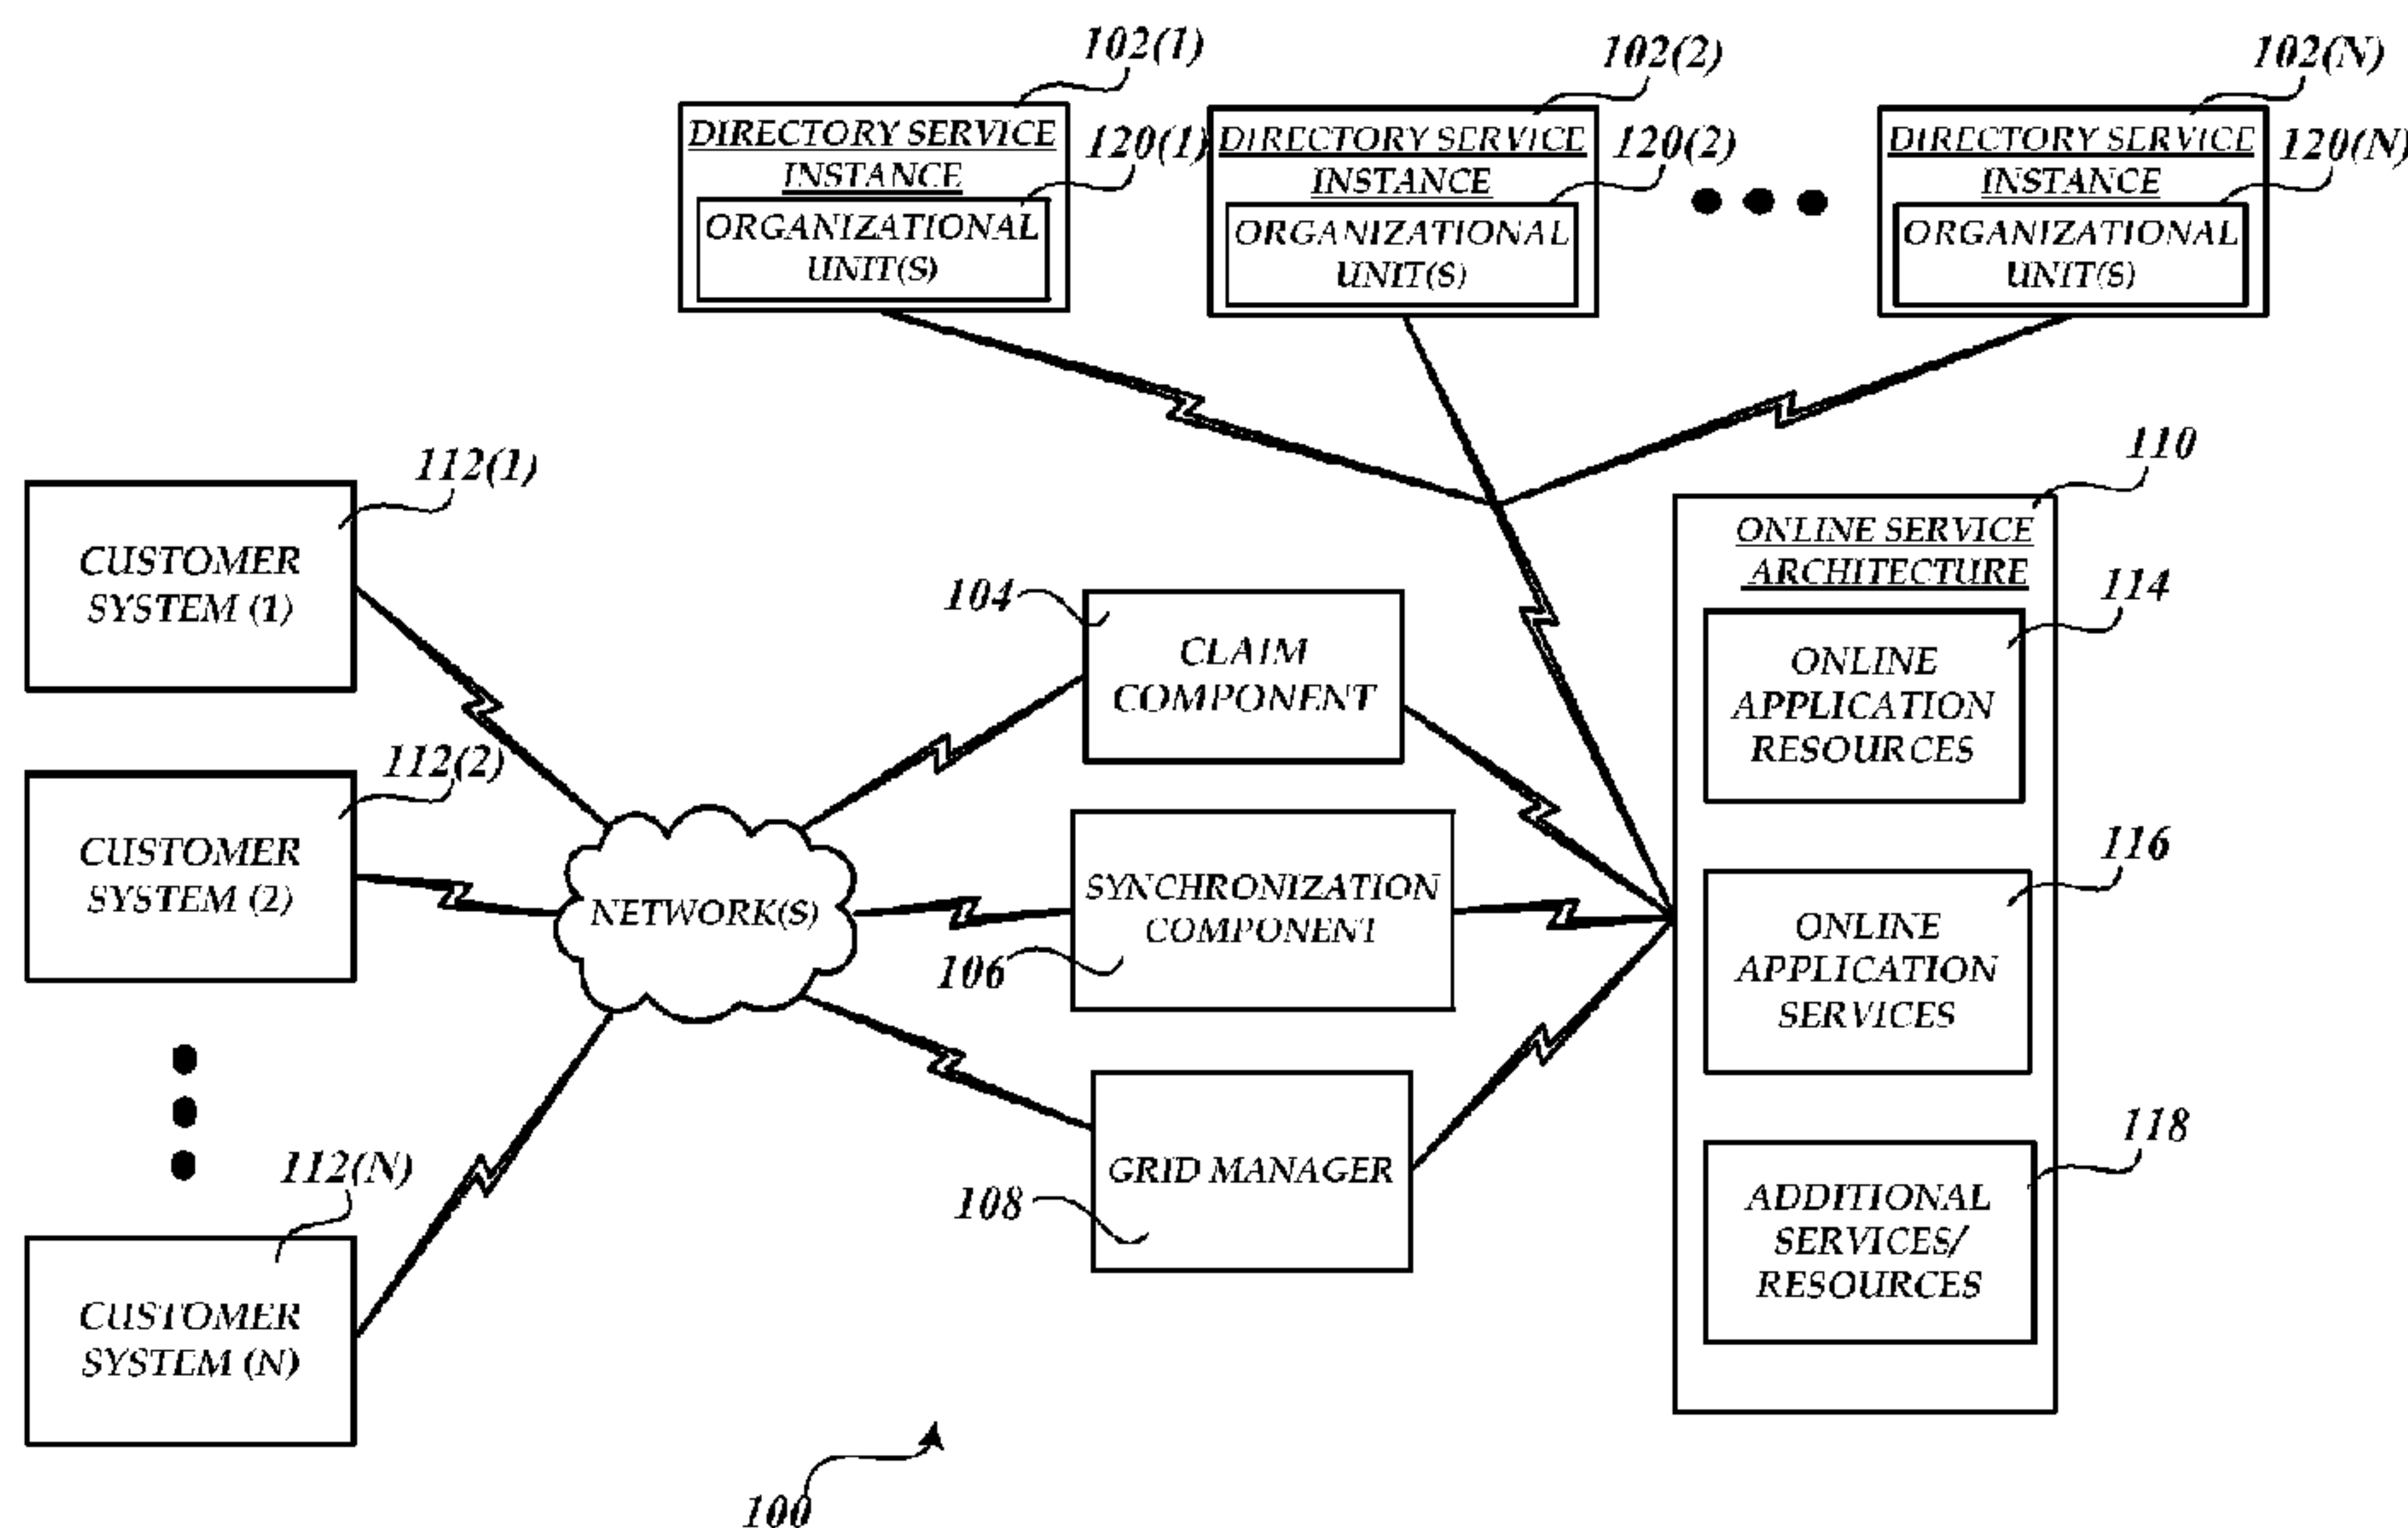 102(1)
102(2)
102(N)
DIRECTORY SERVICE
INSTANCE
120(1)
ORGANIZATIONAL
UNIT(S)
DIRECTORY SERVICE
INSTANCE
120(2)
ORGANIZATIONAL
UNIT(S)
DIRECTORY SERVICE
INSTANCE
120(N)
ORGANIZATIONAL
UNIT(S)
112(1)
CUSTOMER
SYSTEM (1)
112(2)
CUSTOMER
SYSTEM (2)
112(N)
CUSTOMER
SYSTEM (N)
NETWORK(S)
104
CLAIM
COMPONENT
SYNCHRONIZATION
COMPONENT
106
GRID MANAGER
108
110
ONLINE SERVICE
ARCHITECTURE
114
ONLINE
APPLICATION
RESOURCES
116
ONLINE
APPLICATION
SERVICES
118
ADDITIONAL
SERVICES/
RESOURCES
100